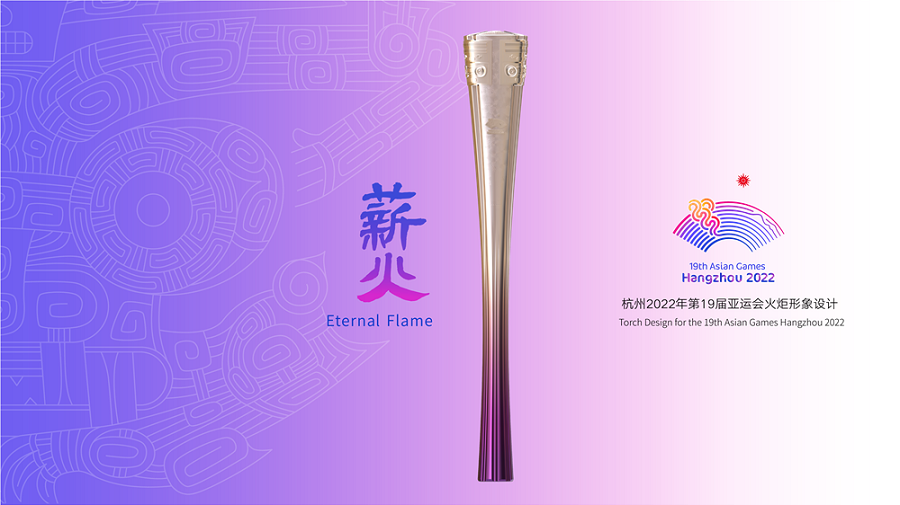 薪火
Eternal Flame
19th Asian Games
Hangzhou 2022
杭州2022年第19届亚运会火炬形象设计
Torch Design for the 19th Asian Games Hangzhou 2022